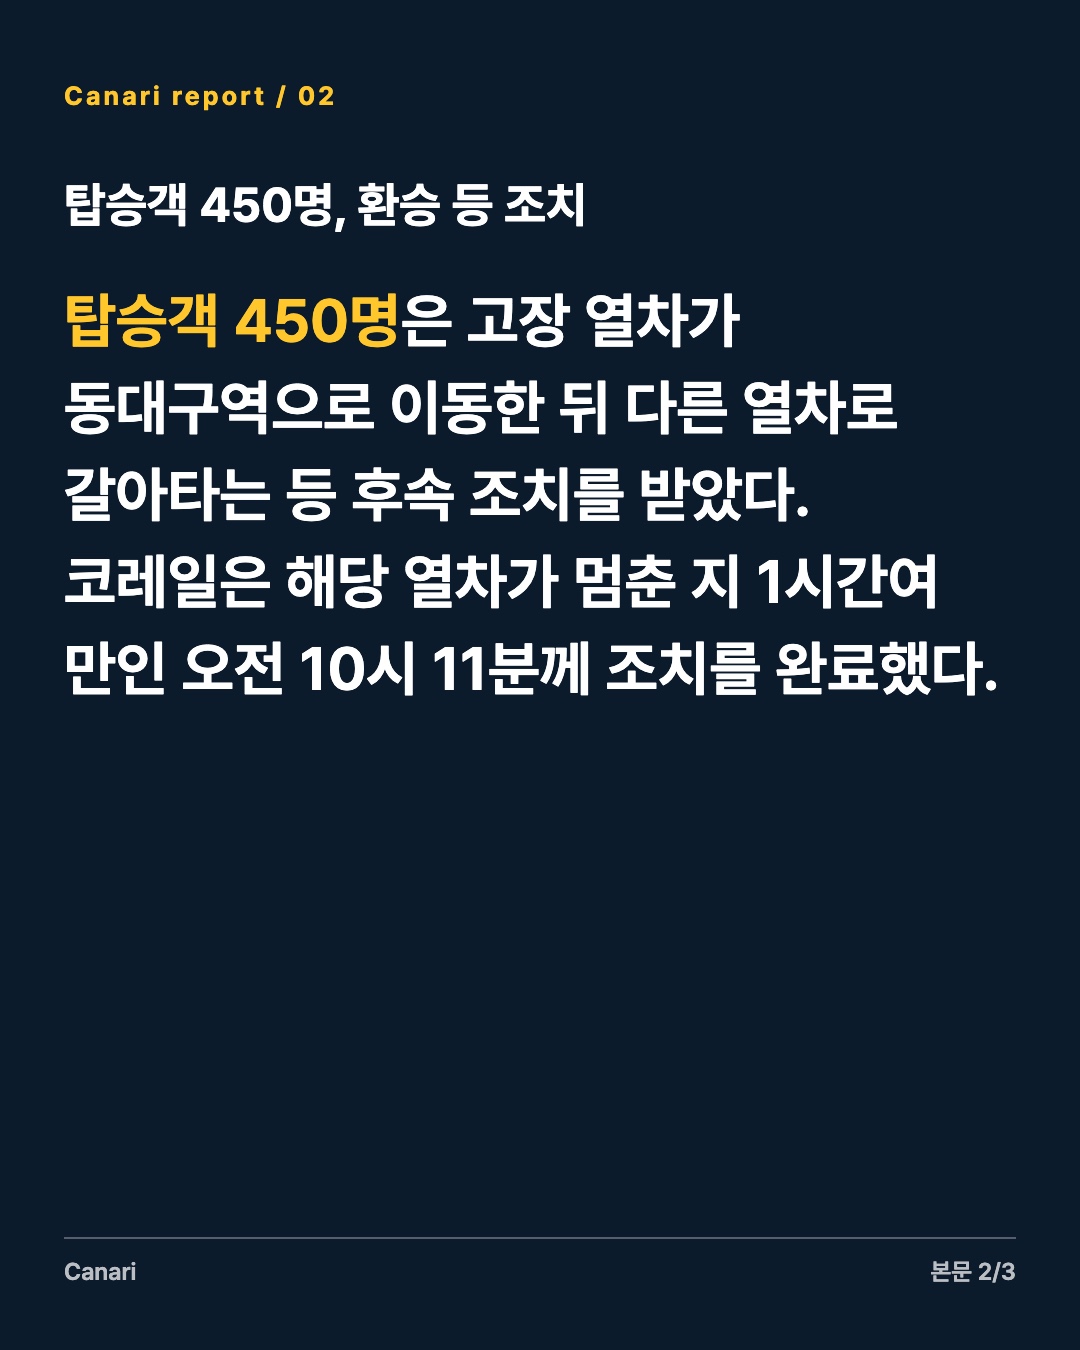 Canari report / 02
탑승객 450명, 환승 등 조치
탑승객 450명은 고장 열차가
동대구역으로 이동한 뒤 다른 열차로
갈아타는 등 후속 조치를 받았다.
코레일은 해당 열차가 멈춘 지 1시간여
만인 오전 10시 11분께 조치를 완료했다.
Canari
본문 2/3